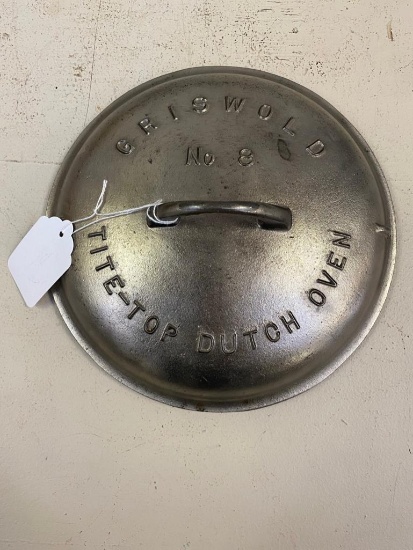 GRISWOLD
No 8
TITE-TOP DUTCH OVEN